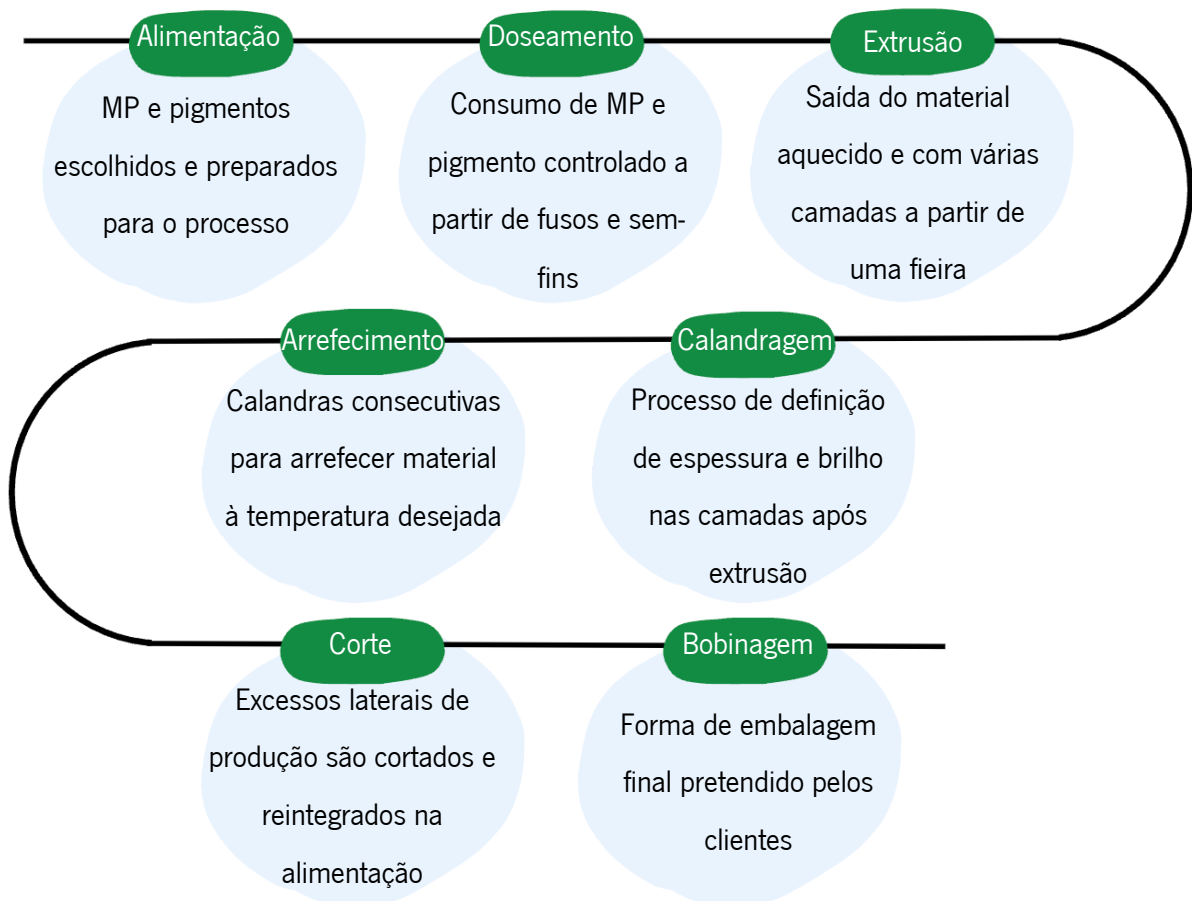 Alimentação
MP e pigmentos
escolhidos e preparados
para o processo
Doseamento
Consumo de MP e
pigmento controlado a
partir de fusos e sem-
fins
Extrusão
Saída do material
aquecido e com várias
camadas a partir de
uma fieira
Calandragem
Processo de definição
de espessura e brilho
nas camadas após
extrusão
Arrefecimento
Calandras consecutivas
para arrefecer material
à temperatura desejada
Corte
Excessos laterais de
produção são cortados e
reintegrados na
alimentação
Bobinagem
Forma de embalagem
final pretendido pelos
clientes